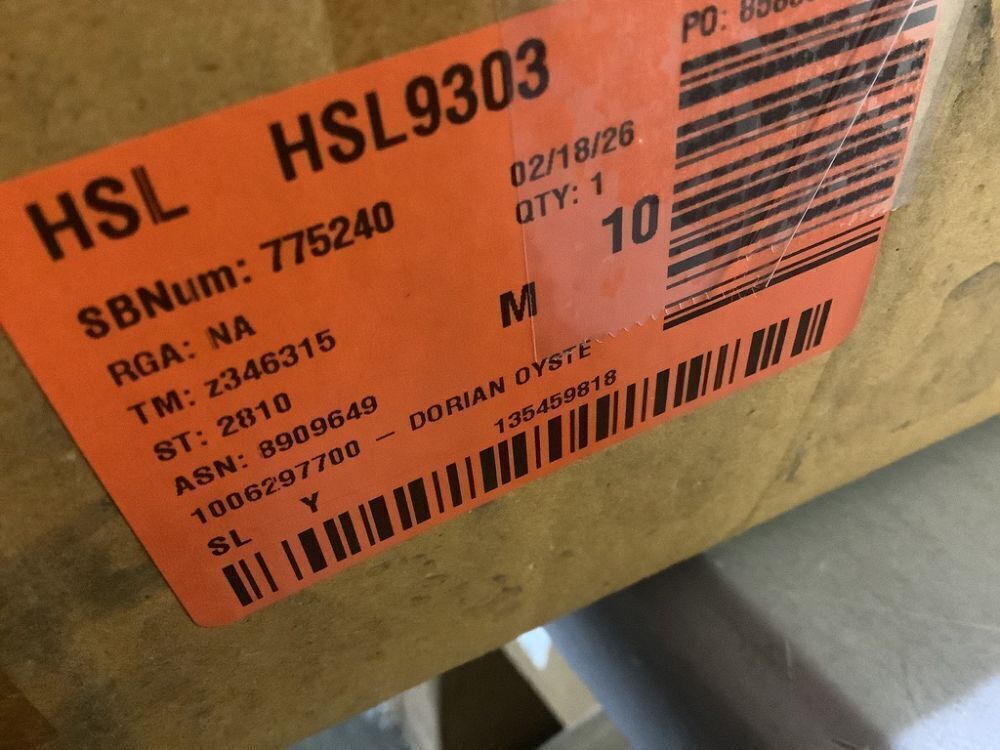 HSL HSL9303
SBNum: 775240
RGA: NA
TM: z346315
ST: 2810
ASN: 8909649
1006297700 – DORIAN OYSTE
SL Y
135459818
M
02/18/26
QTY: 1
10
PO: